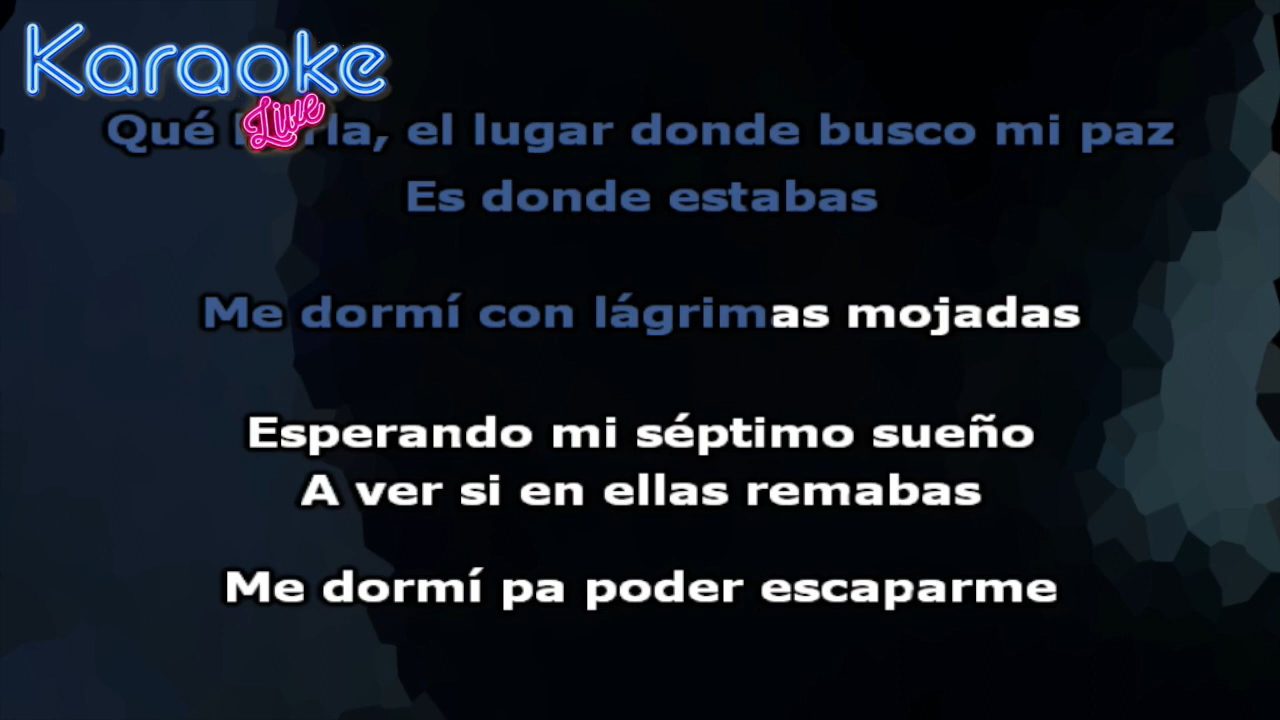 Karaoke
Live
Qué la, el lugar donde busco mi paz
Es donde estabas
Me dormí con lágrimas mojadas
Esperando mi séptimo sueño
A ver si en ellas remabas
Me dormí pa poder escaparme